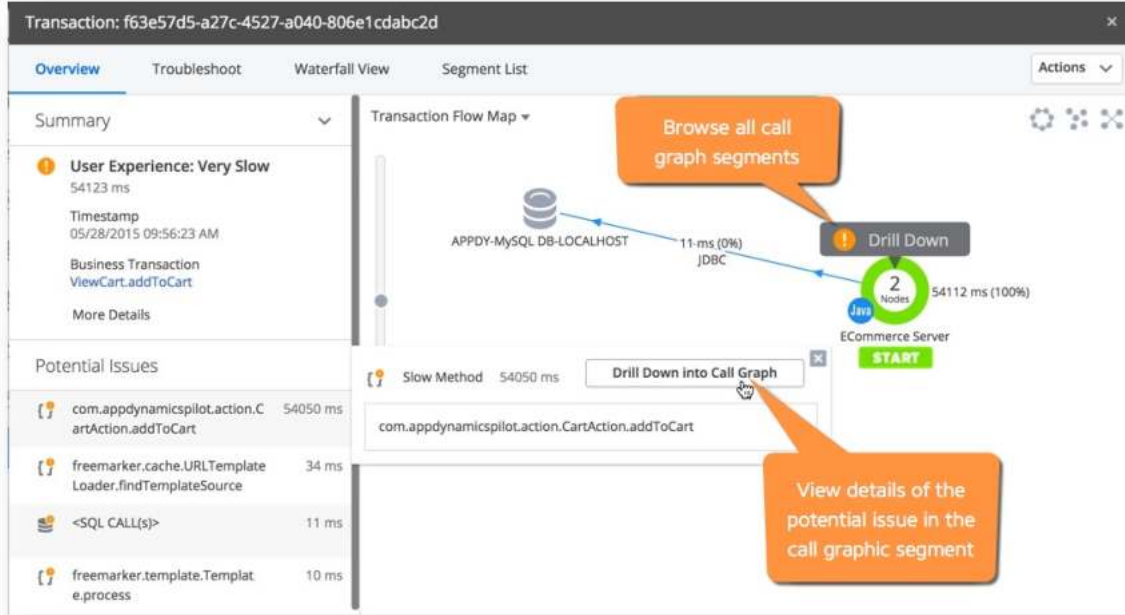 Transaction: f63e57d5-a27c-4527-a040-806e1cdabc2d
Overview
Troubleshoot
Waterfall View
Segment List
Actions
Summary
User Experience: Very Slow
54123 ms
Timestamp
05/28/2015 09:56:23 AM
Business Transaction
ViewCart.addToCart
More Details
Potential Issues
com.appdynamicspilot.action.C
artAction.addToCart
54050 ms
freemarker.cache.URLTemplate
Loader.findTemplateSource
34 ms
<SQL CALL(s)>
11 ms
freemarker.template.Templat
e.process
10 ms
Transaction Flow Map
Browse all call
graph segments
APPDY-MySQL DB-LOCALHOST
11 ms (0%)
JDBC
Drill Down
2
Nodes
Java
54112 ms (100%)
ECommerce Server
START
Slow Method 54050 ms
Drill Down into Call Graph
com.appdynamicspilot.action.CartAction.addToCart
View details of the
potential issue in the
call graphic segment